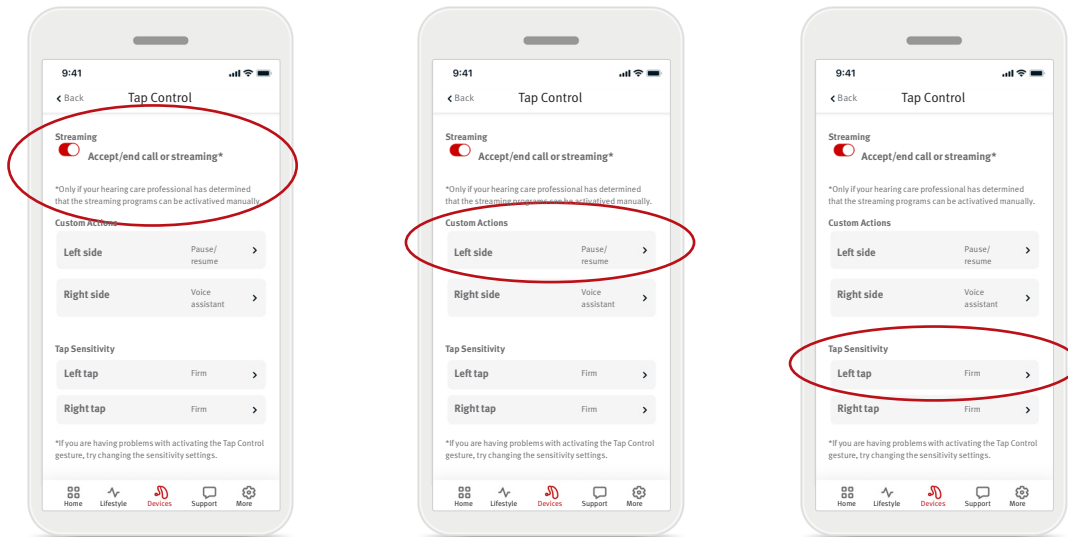 9:41
Back Tap Control
Streaming
Accept/end call or streaming*
*Only if your hearing care professional has determined
that the streaming programs can be activatived manually.
Custom Actions
Left side Pause/
resume
Right side Voice
assistant
Tap Sensitivity
Left tap Firm
Right tap Firm
*If you are having problems with activating the Tap Control
gesture, try changing the sensitivity settings.
Home Lifestyle Devices Support More
9:41
Back Tap Control
Streaming
Accept/end call or streaming*
*Only if your hearing care professional has determined
that the streaming programs can be activatived manually.
Custom Actions
Left side Pause/
resume
Right side Voice
assistant
Tap Sensitivity
Left tap Firm
Right tap Firm
*If you are having problems with activating the Tap Control
gesture, try changing the sensitivity settings.
Home Lifestyle Devices Support More
9:41
Back Tap Control
Streaming
Accept/end call or streaming*
*Only if your hearing care professional has determined
that the streaming programs can be activatived manually.
Custom Actions
Left side Pause/
resume
Right side Voice
assistant
Tap Sensitivity
Left tap Firm
Right tap Firm
*If you are having problems with activating the Tap Control
gesture, try changing the sensitivity settings.
Home Lifestyle Devices Support More